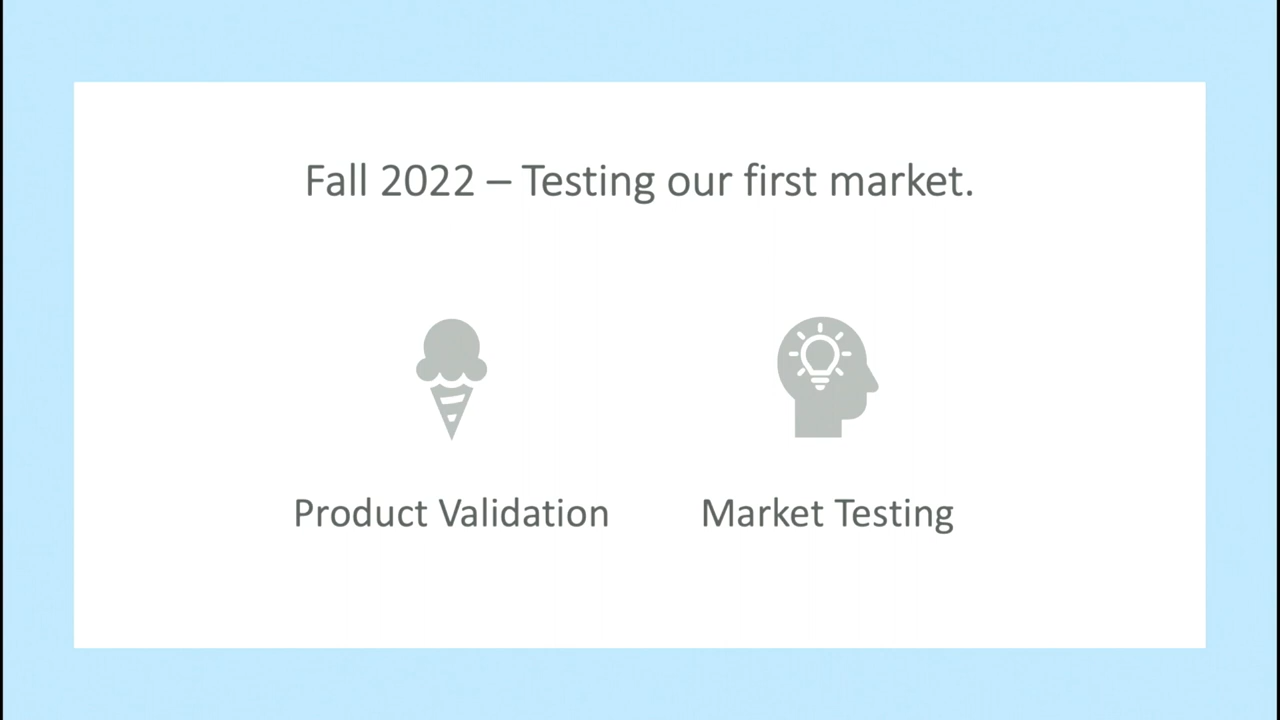 Fall 2022 – Testing our first market.
Product Validation
Market Testing